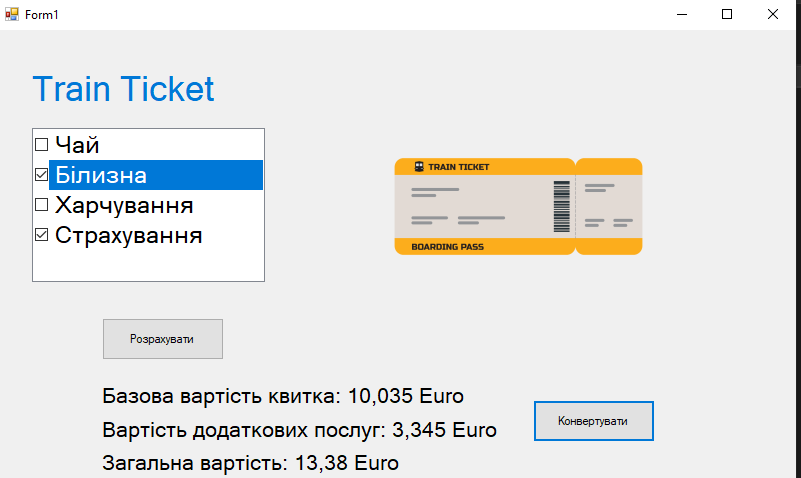 Form1
Train Ticket
Чай
Білизна
Харчування
Страхування
TRAIN TICKET
BOARDING PASS
Розрахувати
Базова вартість квитка: 10,035 Euro
Конвертувати
Вартість додаткових послуг: 3,345 Euro
Загальна вартість: 13,38 Euro